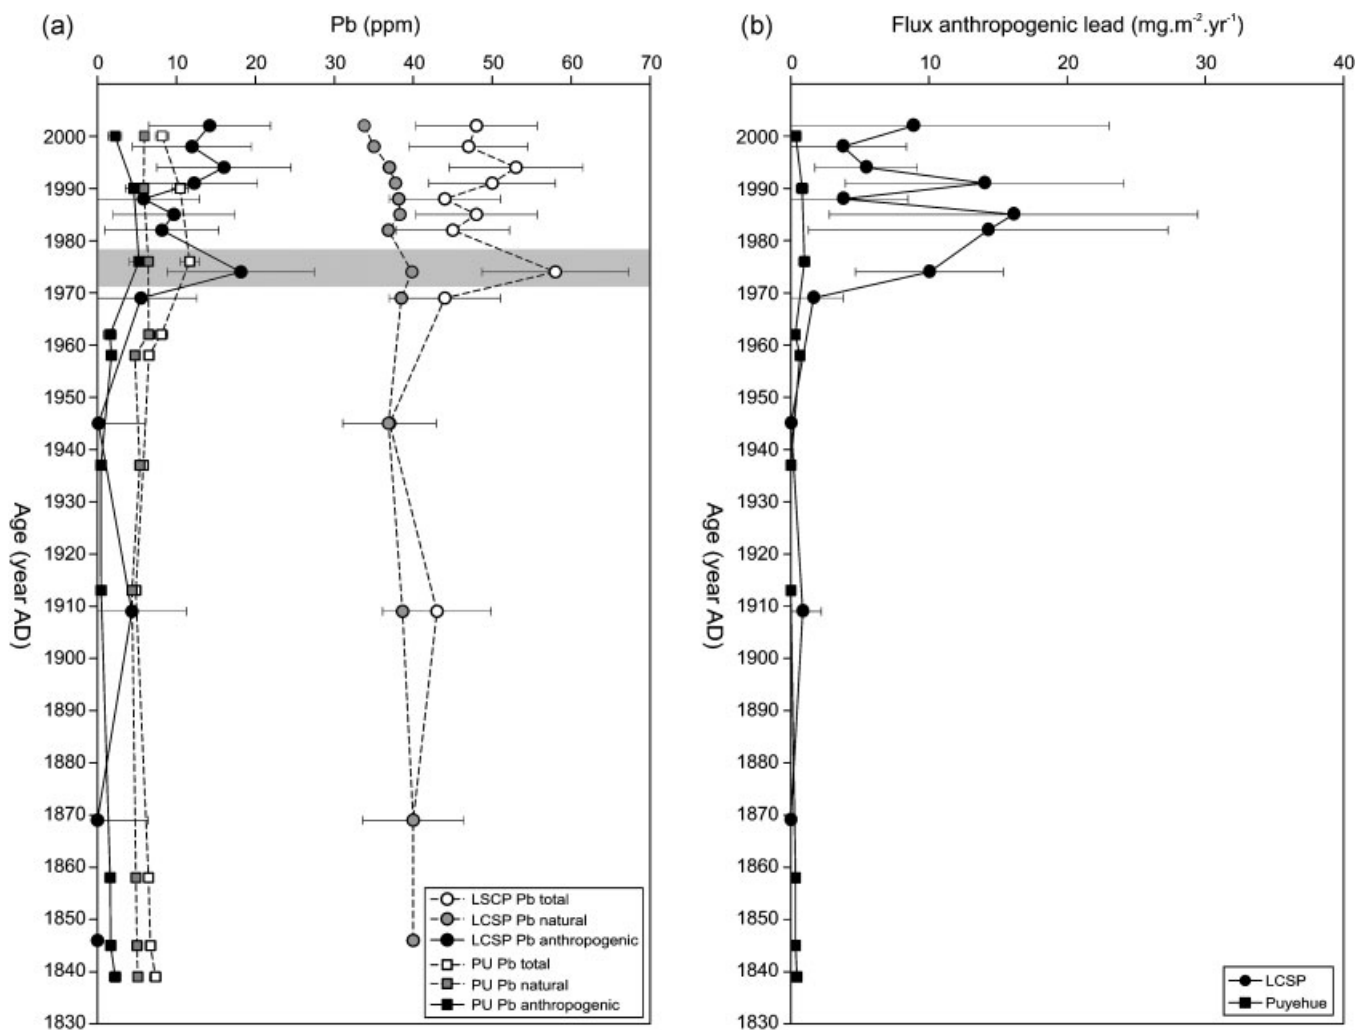 (a) Pb (ppm)
0 10 20 30 40 50 60 70
2000
1990
1980
1970
1960
1950
1940
1930
1920
1910
1900
1890
1880
1870
1860
1850
1840
1830
Age (year AD)
LSCP Pb total
LCSP Pb natural
LCSP Pb anthropogenic
PU Pb total
PU Pb natural
PU Pb anthropogenic
(b) Flux anthropogenic lead (mg.m⁻².yr⁻¹)
0 10 20 30 40
2000
1990
1980
1970
1960
1950
1940
1930
1920
1910
1900
1890
1880
1870
1860
1850
1840
1830
Age (year AD)
LCSP
Puyehue